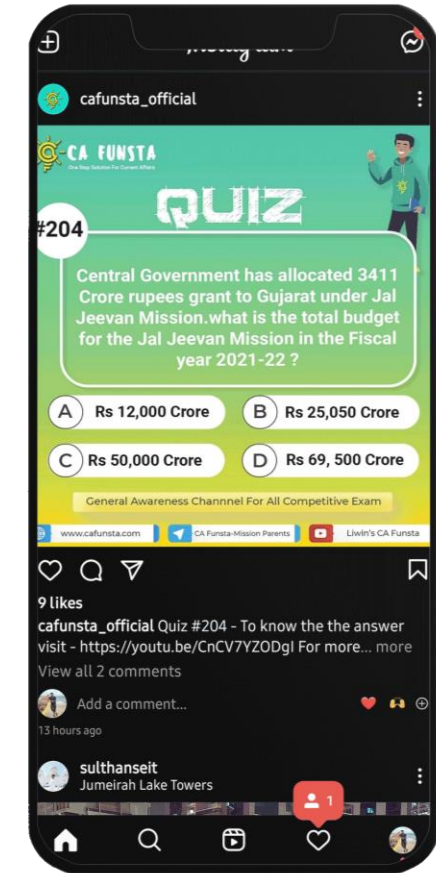 cafunsta_official
CA FUNSTA
One Stop Solution For Current Affairs
QUIZ
#204
Central Government has allocated 3411
Crore rupees grant to Gujarat under Jal
Jeevan Mission.what is the total budget
for the Jal Jeevan Mission in the Fiscal
year 2021-22 ?
A Rs 12,000 Crore
B Rs 25,050 Crore
C Rs 50,000 Crore
D Rs 69, 500 Crore
General Awareness Channnel For All Competitive Exam
www.cafunsta.com
CA Funsta-Mission Parents
Liwin's CA Funsta
9 likes
cafunsta_official Quiz #204 - To know the the answer
visit - https://youtu.be/CnCV7YZODgI For more... more
View all 2 comments
Add a comment...
13 hours ago
sulthanseit
Jumeirah Lake Towers
1